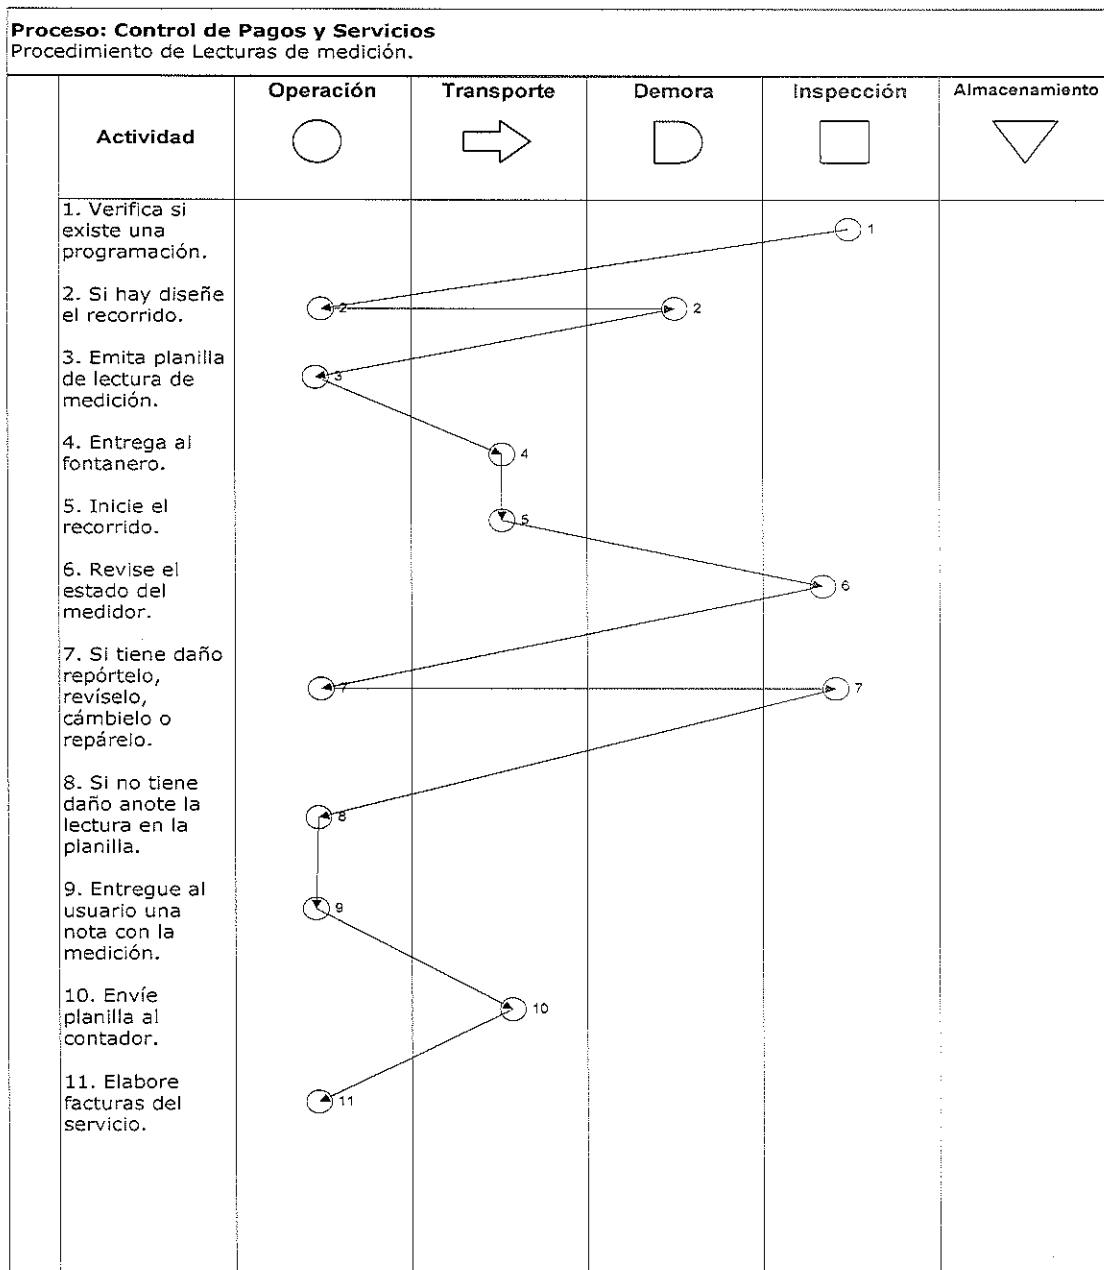 Proceso: Control de Pagos y Servicios
Procedimiento de Lecturas de medición.
Actividad
Operación
Transporte
Demora
Inspección
Almacenamiento
1. Verifica si
existe una
programación.
1
2. Si hay diseñe
el recorrido.
2
2
3. Emita planilla
de lectura de
medición.
3
4. Entrega al
fontanero.
4
5. Inicie el
recorrido.
5
6. Revise el
estado del
medidor.
6
7. Si tiene daño
repórtelo,
revíselo,
cámbielo o
repárelo.
7
7
8. Si no tiene
daño anote la
lectura en la
planilla.
8
9. Entregue al
usuario una
nota con la
medición.
9
10. Envíe
planilla al
contador.
10
11. Elabore
facturas del
servicio.
11